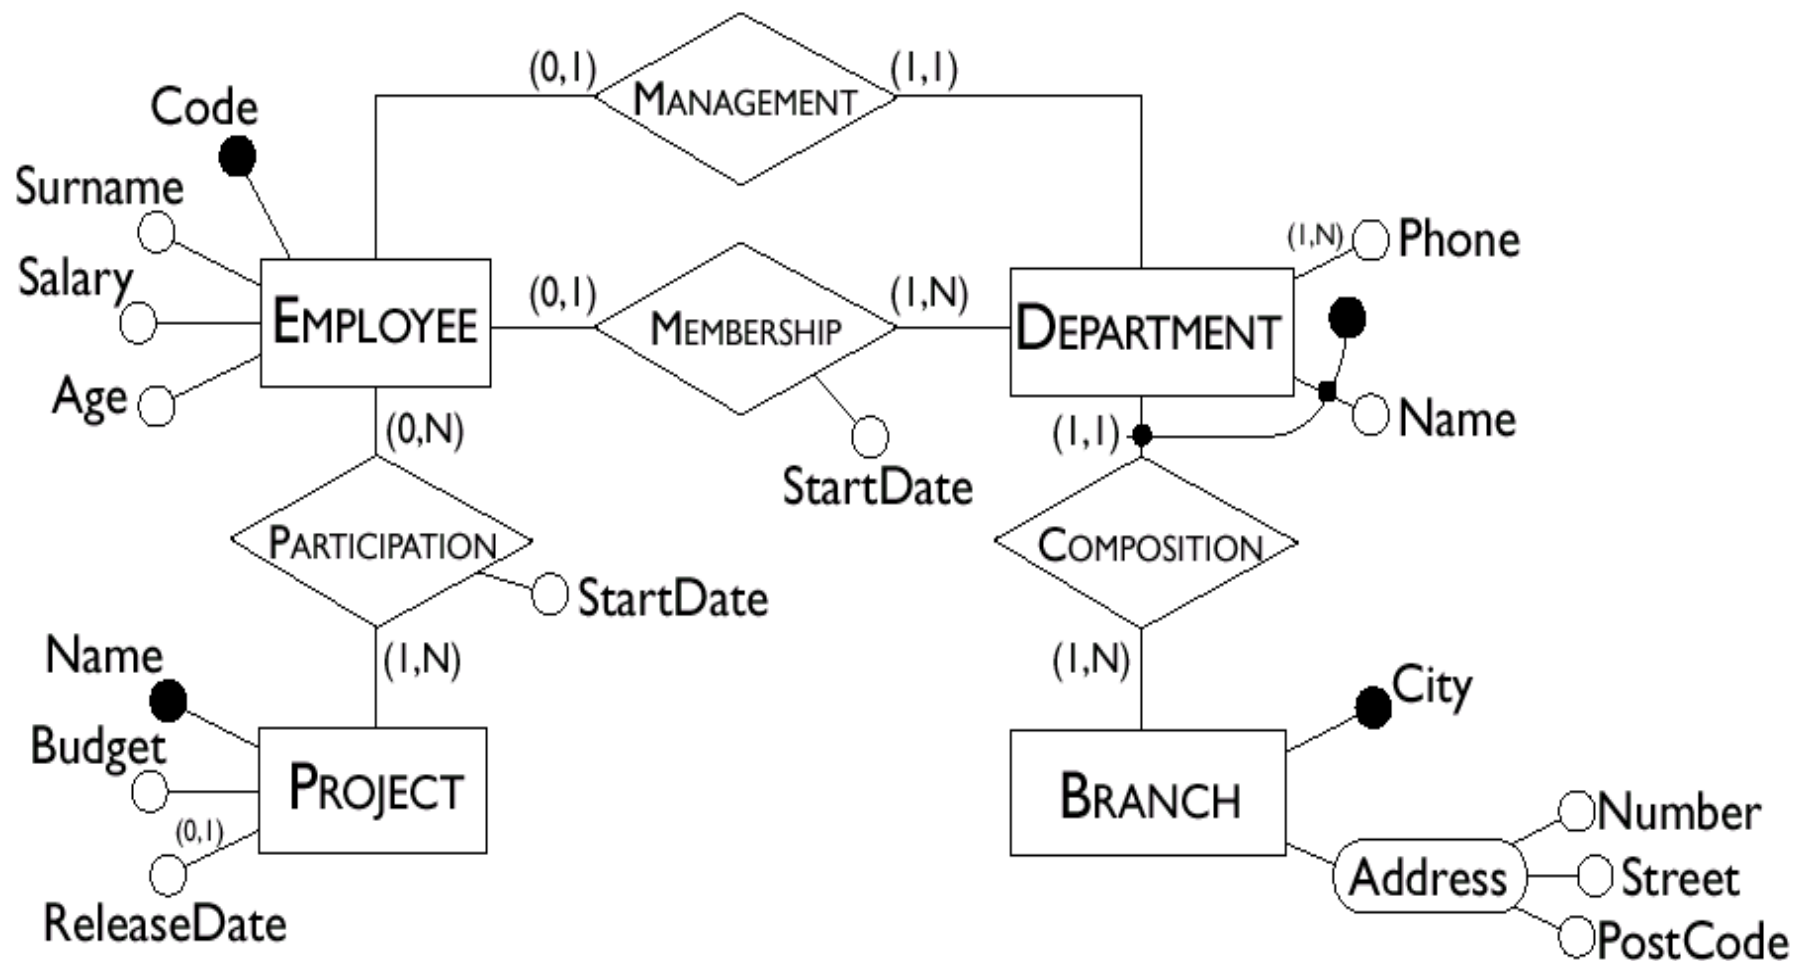 (0,1)
MANAGEMENT
(1,1)
Code
Surname
Salary
Age
EMPLOYEE
(0,1)
MEMBERSHIP
(1,N)
StartDate
DEPARTMENT
(1,N)
Phone
Name
(0,N)
PARTICIPATION
StartDate
(1,N)
(1,1)
COMPOSITION
(1,N)
Name
Budget
(0,1)
ReleaseDate
PROJECT
BRANCH
City
Address
Number
Street
PostCode